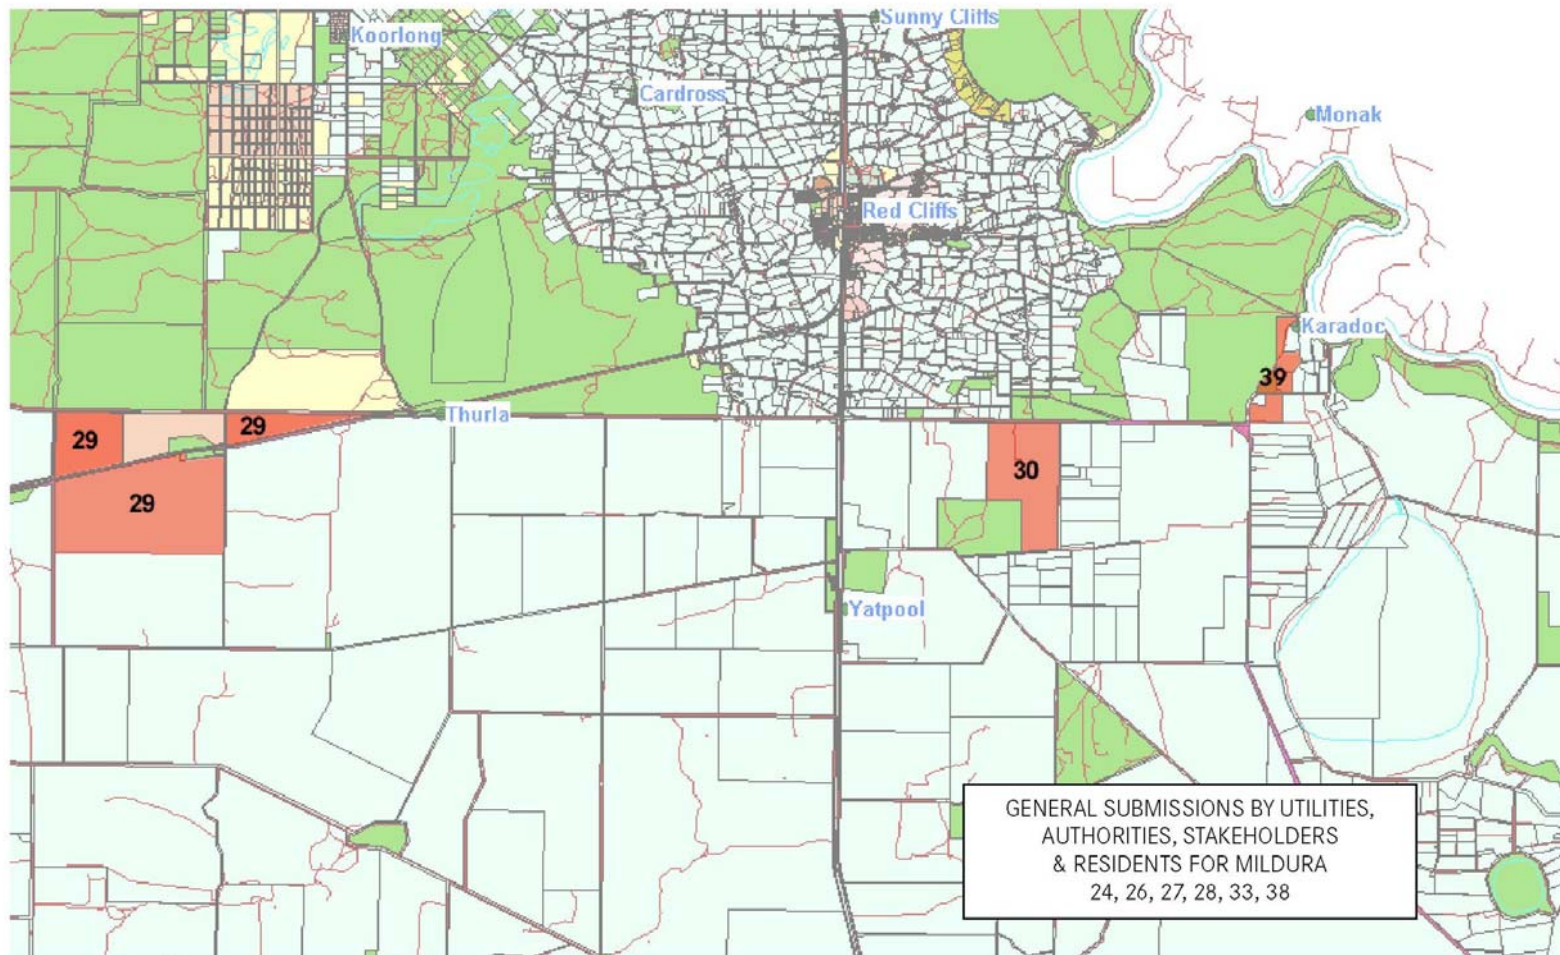 Sunny Cliffs
Koorlong
Cardross
Monak
Red Cliffs
Karadoc
39
Thurla
29
29
30
29
Yatpool
GENERAL SUBMISSIONS BY UTILITIES,
AUTHORITIES, STAKEHOLDERS
& RESIDENTS FOR MILDURA
24, 26, 27, 28, 33, 38